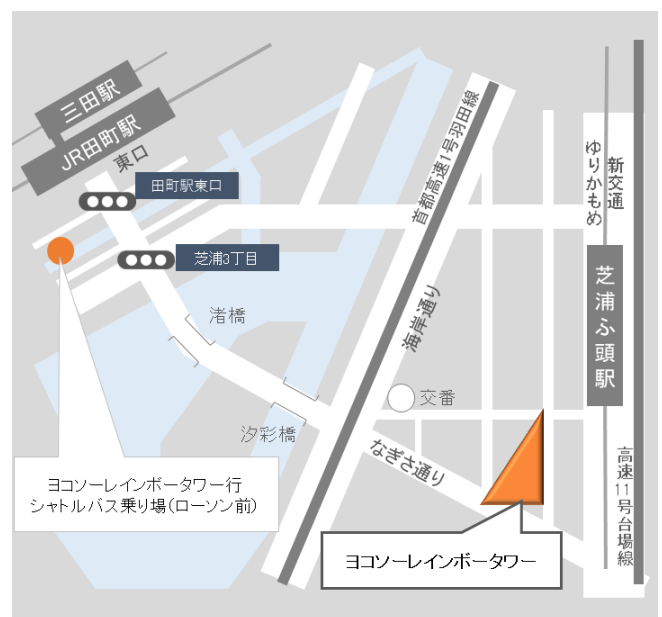 三田駅
JR田町駅
東口
田町駅東口
芝浦3丁目
首都高速1号羽田線
海岸通り
ゆりかもめ
新交通
芝浦ふ頭駅
渚橋
汐彩橋
交番
なぎさ通り
高速11号台場線
ヨコソーレインボータワー行
シャトルバス乗り場(ローソン前)
ヨコソーレインボータワー